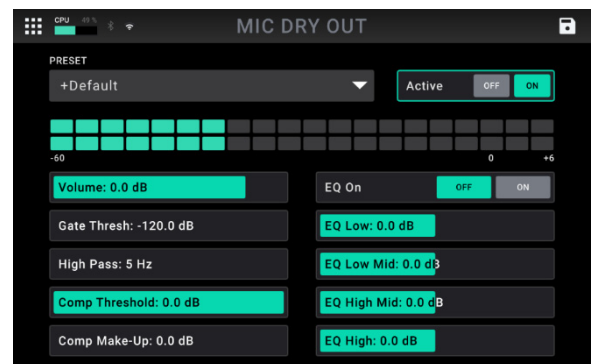 CPU 49 %
MIC DRY OUT
PRESET
+Default
Active OFF ON
-60 0 +6
Volume: 0.0 dB
EQ On OFF ON
Gate Thresh: -120.0 dB
EQ Low: 0.0 dB
High Pass: 5 Hz
EQ Low Mid: 0.0 dB
Comp Threshold: 0.0 dB
EQ High Mid: 0.0 dB
Comp Make-Up: 0.0 dB
EQ High: 0.0 dB